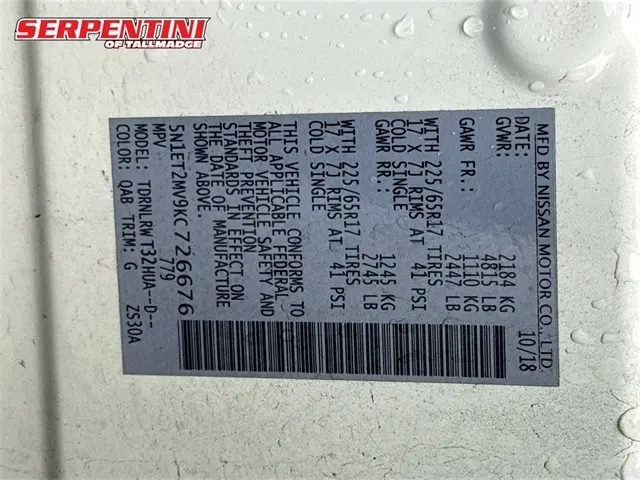 SERPENTINI
OF TALLMADGE
MFD BY NISSAN MOTOR CO., LTD.
DATE: 10/18
GVWR: 2184 KG
4815 LB
GAWR FR: 1110 KG
2447 LB
WITH 225/65R17 TIRES
17 X 7J RIMS AT 41 PSI
COLD SINGLE
GAWR RR: 1245 KG
2745 LB
WITH 225/65R17 TIRES
17 X 7J RIMS AT 41 PSI
COLD SINGLE
THIS VEHICLE CONFORMS TO
ALL APPLICABLE FEDERAL
MOTOR VEHICLE SAFETY AND
THEFT PREVENTION
STANDARDS IN EFFECT ON
THE DATE OF MANUFACTURE
SHOWN ABOVE.
5N1ET2MV9KC726676
MPV 779
MODEL: TDRNLRWT32HUA--D--
COLOR: QAB TRIM: G ZS30A